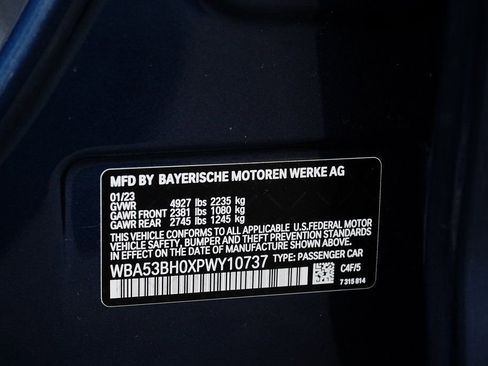 MFD BY BAYERISCHE MOTOREN WERKE AG
01/23
GVWR 4927 lbs 2235 kg
GAWR FRONT 2381 lbs 1080 kg
GAWR REAR 2745 lbs 1245 kg
THIS VEHICLE CONFORMS TO ALL APPLICABLE U.S.FEDERAL MOTOR
VEHICLE SAFETY, BUMPER AND THEFT PREVENTION STANDARDS
IN EFFECT ON THE DATE OF MANUFACTURE SHOWN ABOVE.
WBA53BH0XPWY10737 TYPE: PASSENGER CAR
C4F/5
7 315 814